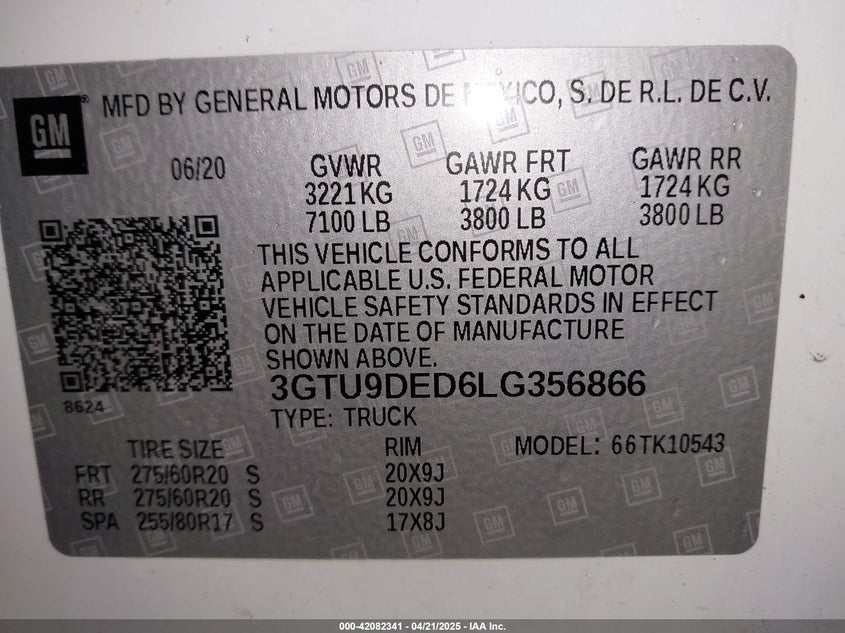 GM
MFD BY GENERAL MOTORS DE MEXICO, S. DE R.L. DE C.V.
06/20 GVWR GAWR FRT GAWR RR
3221 KG 1724 KG 1724 KG
7100 LB 3800 LB 3800 LB
THIS VEHICLE CONFORMS TO ALL
APPLICABLE U.S. FEDERAL MOTOR
VEHICLE SAFETY STANDARDS IN EFFECT
ON THE DATE OF MANUFACTURE
SHOWN ABOVE.
3GTU9DED6LG356866
8624
TYPE: TRUCK
TIRE SIZE RIM MODEL: 66TK10543
FRT 275/60R20 S 20X9J
RR 275/60R20 S 20X9J
SPA 255/80R17 S 17X8J
000-42082341 - 04/21/2025 - IAA Inc.